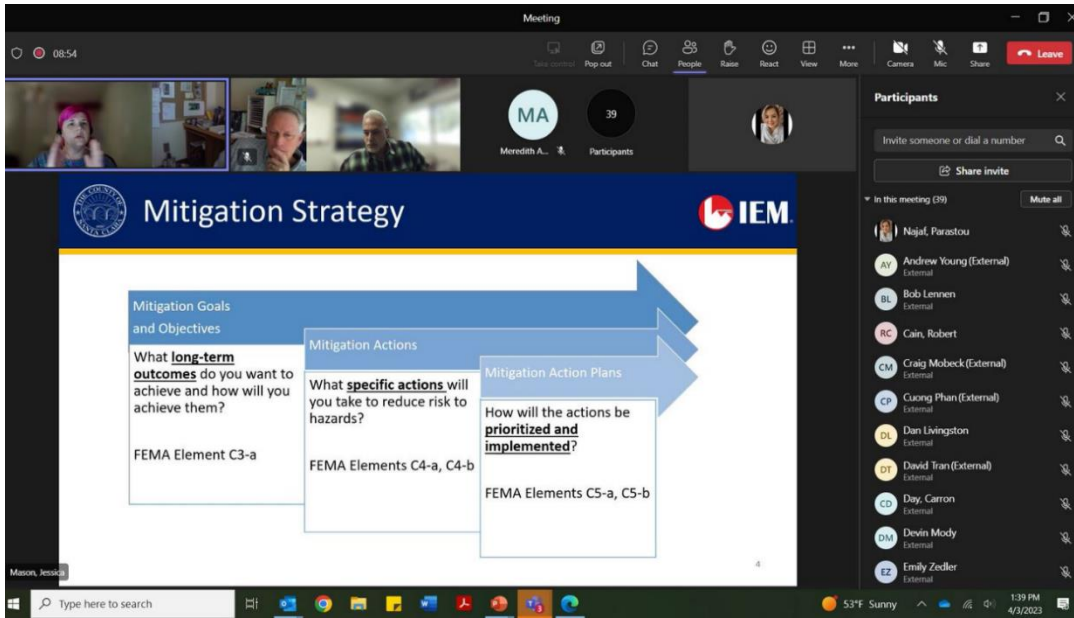 Meeting
08:54
Take control
Pop out
Chat
People
Raise
React
View
More
Camera
Mic
Share
Leave
MA
Meredith A...
39
Participants
THE COUNTY OF
SANTA CLARA
Mitigation Strategy
IEM
Mitigation Goals
and Objectives
What long-term
outcomes do you want to
achieve and how will you
achieve them?
FEMA Element C3-a
Mitigation Actions
What specific actions will
you take to reduce risk to
hazards?
FEMA Elements C4-a, C4-b
Mitigation Action Plans
How will the actions be
prioritized and
implemented?
FEMA Elements C5-a, C5-b
4
Mason, Jessica
Participants
Invite someone or dial a number
Share invite
In this meeting (39)
Mute all
Najaf, Parastou
AY
Andrew Young (External)
External
BL
Bob Lennen
External
RC
Cain, Robert
CM
Craig Mobeck (External)
External
CP
Cuong Phan (External)
External
DL
Dan Livingston
External
DT
David Tran (External)
External
CD
Day, Carron
External
DM
Devin Mody
External
EZ
Emily Zedler
External
Type here to search
53°F Sunny
1:39 PM
4/3/2023